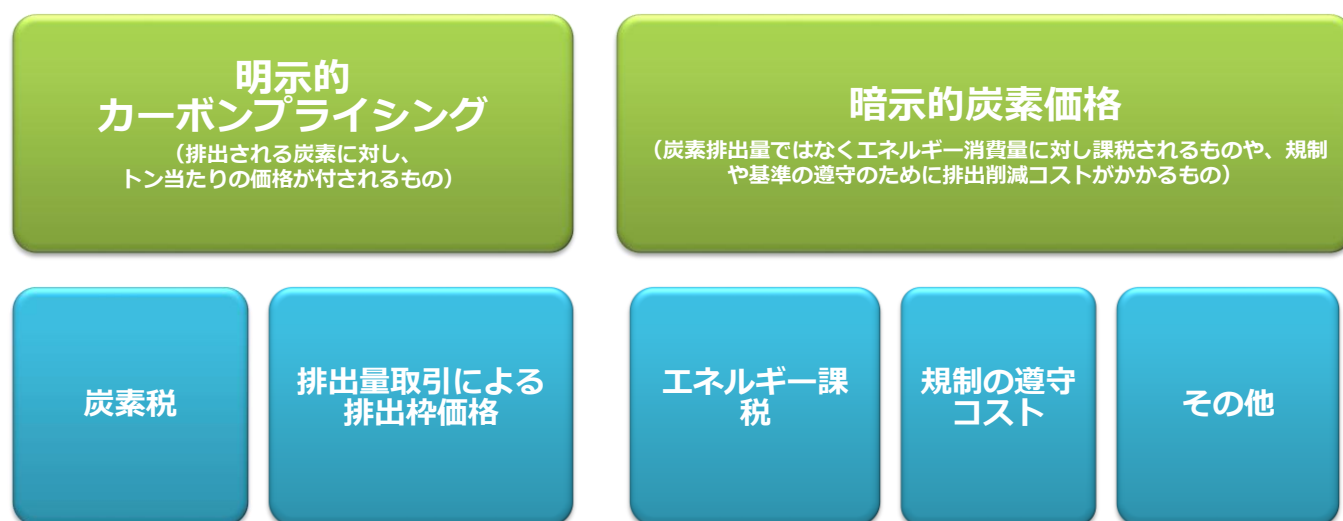 明示的
カーボンプライシング
（排出される炭素に対し、
トン当たりの価格が付されるもの）
暗示的炭素価格
（炭素排出量ではなくエネルギー消費量に対し課税されるものや、規制
や基準の遵守のために排出削減コストがかかるもの）
炭素税
排出量取引による
排出枠価格
エネルギー課
税
規制の遵守
コスト
その他